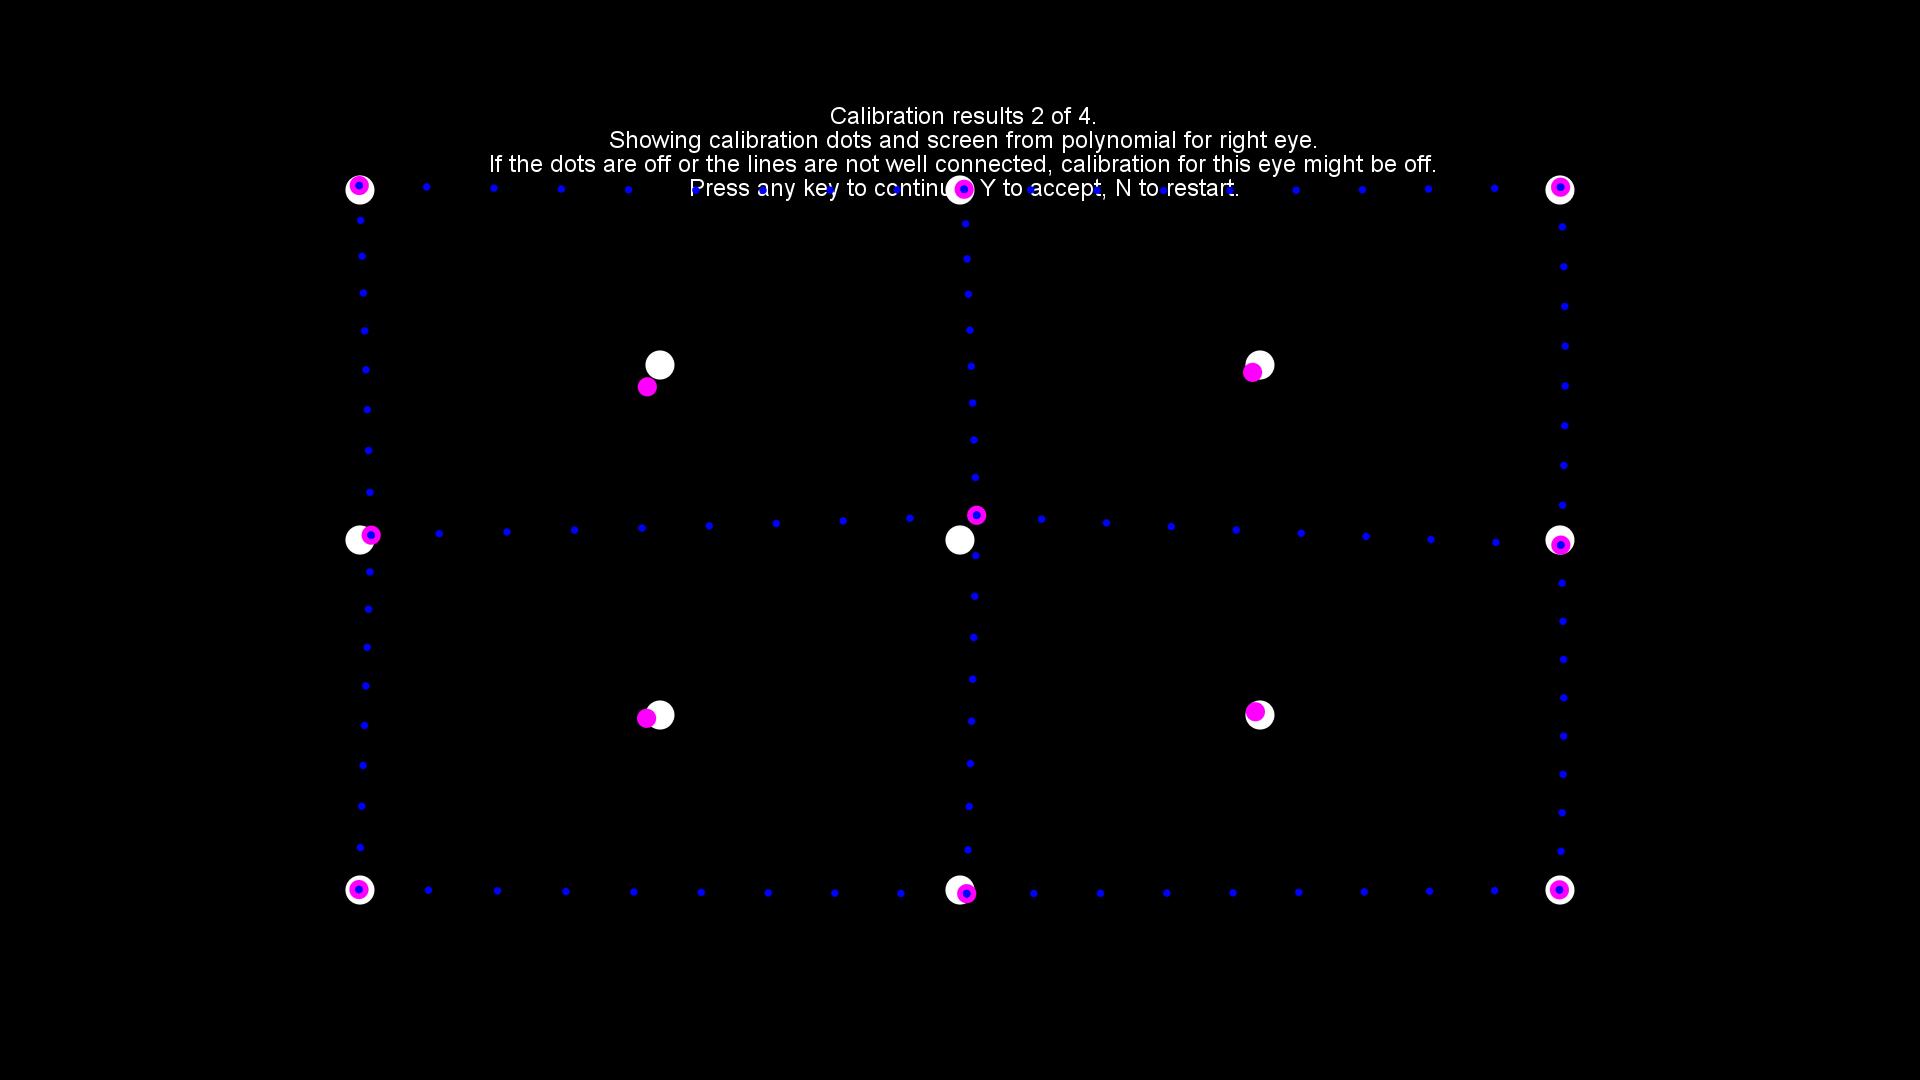 Calibration results 2 of 4.
Showing calibration dots and screen from polynomial for right eye.
If the dots are off or the lines are not well connected, calibration for this eye might be off.
Press any key to continue, Y to accept, N to restart.